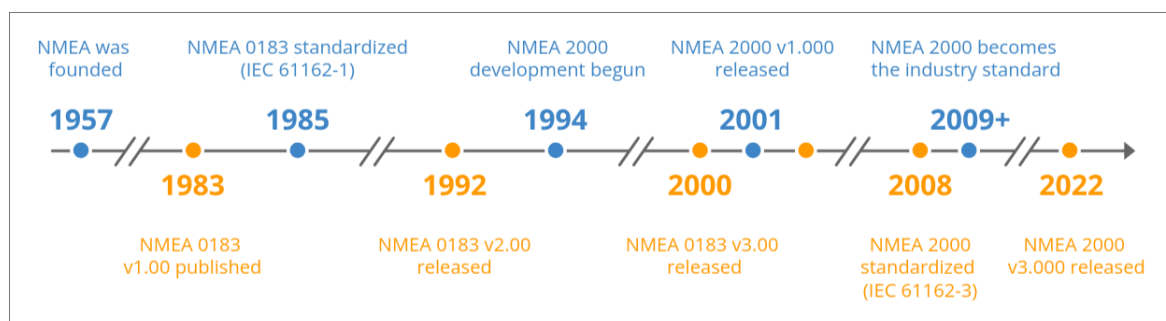 NMEA was
founded
NMEA 0183 standardized
(IEC 61162-1)
NMEA 2000
development begun
NMEA 2000 v1.000
released
NMEA 2000 becomes
the industry standard
1957
1985
1994
2001
2009+
1983
1992
2000
2008
2022
NMEA 0183
v1.00 published
NMEA 0183 v2.00
released
NMEA 0183 v3.00
released
NMEA 2000
standardized
(IEC 61162-3)
NMEA 2000
v3.000 released